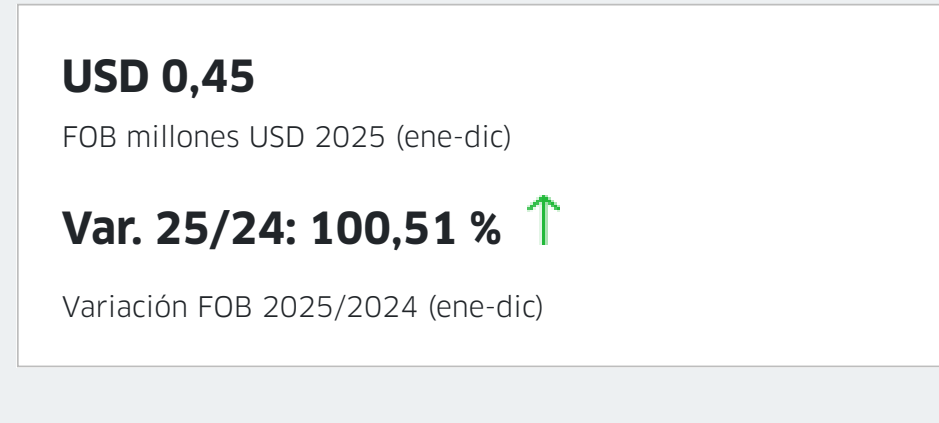 USD 0,45
FOB millones USD 2025 (ene-dic)
Var. 25/24: 100,51 % ↑
Variación FOB 2025/2024 (ene-dic)